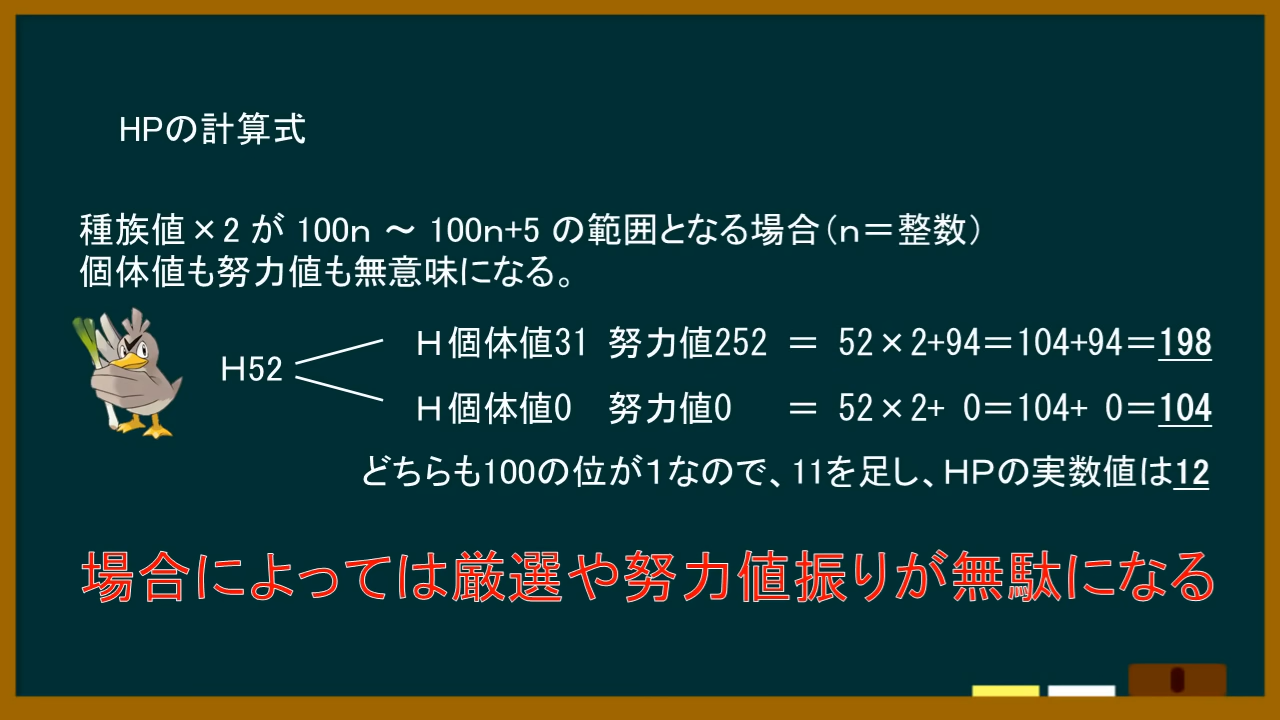 HPの計算式
種族値×2 が 100n ～ 100n+5 の範囲となる場合（n＝整数）
個体値も努力値も無意味になる。
H52
H個体値31 努力値252 ＝ 52×2+94＝104+94＝198
H個体値0 努力値0 ＝ 52×2+ 0＝104+ 0＝104
どちらも100の位が1なので、11を足し、HPの実数値は12
場合によっては厳選や努力値振りが無駄になる